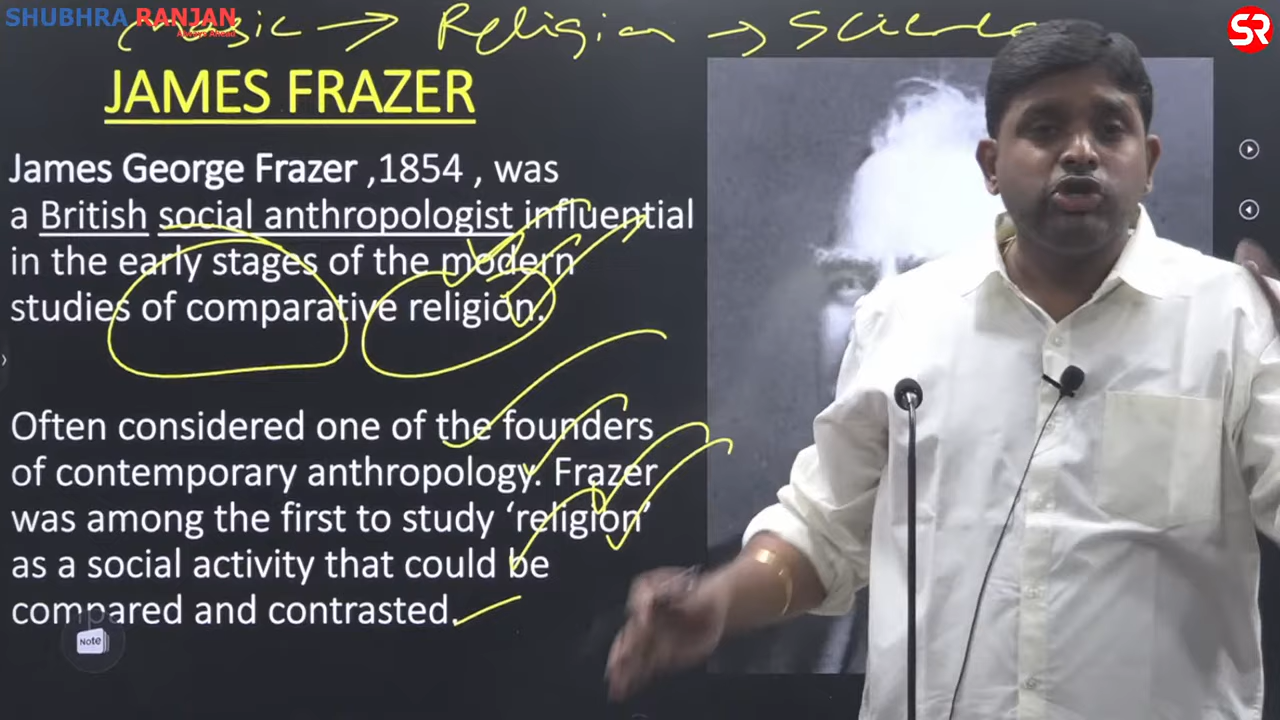 SHUBHRA RANJAN
Always Ahead
magic → Religion → Science
SR
JAMES FRAZER
James George Frazer ,1854 , was
a British social anthropologist influential
in the early stages of the modern
studies of comparative religion.
Often considered one of the founders
of contemporary anthropology. Frazer
was among the first to study ‘religion’
as a social activity that could be
compared and contrasted.
Note